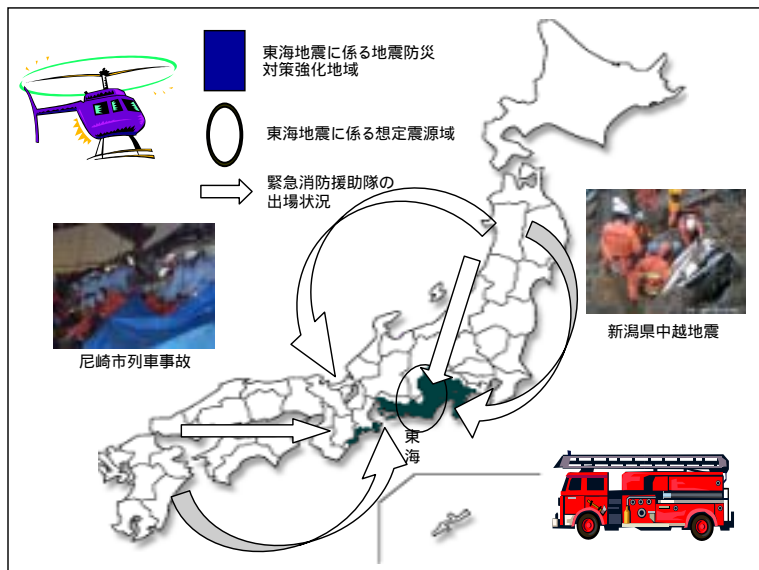 東海地震に係る地震防災
対策強化地域
東海地震に係る想定震源域
緊急消防援助隊の
出場状況
尼崎市列車事故
新潟県中越地震
東
海